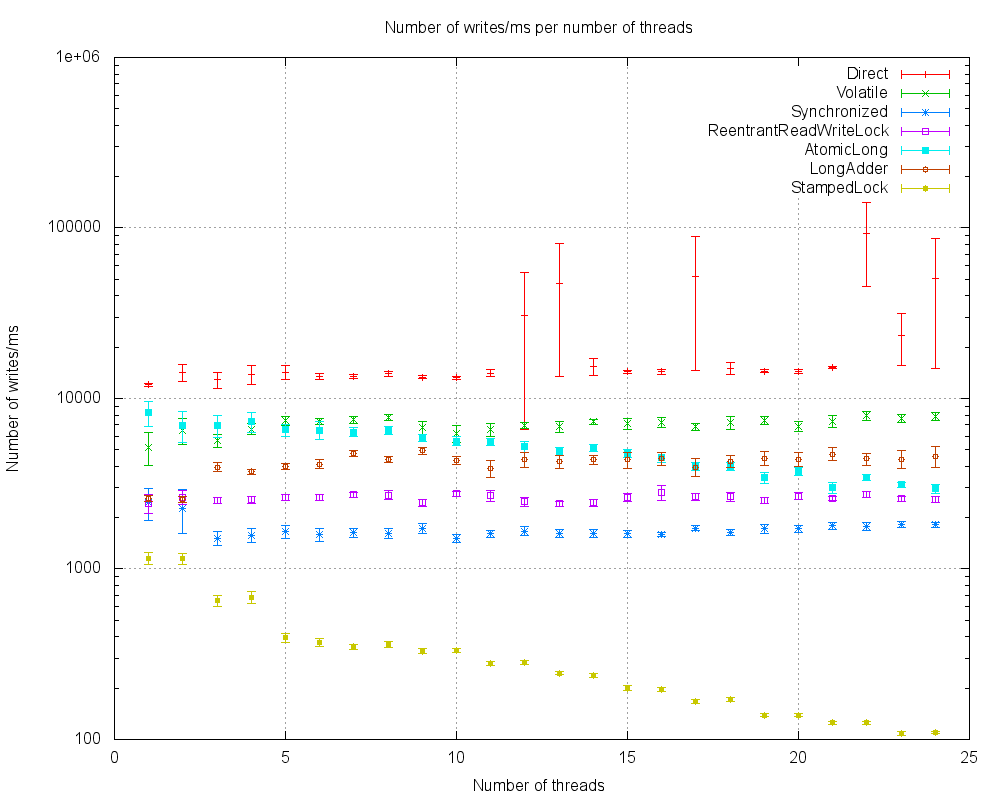 Number of writes/ms per number of threads
1e+06
100000
10000
1000
100
Number of writes/ms
Direct
Volatile
Synchronized
ReentrantReadWriteLock
AtomicLong
LongAdder
StampedLock
0 5 10 15 20 25
Number of threads